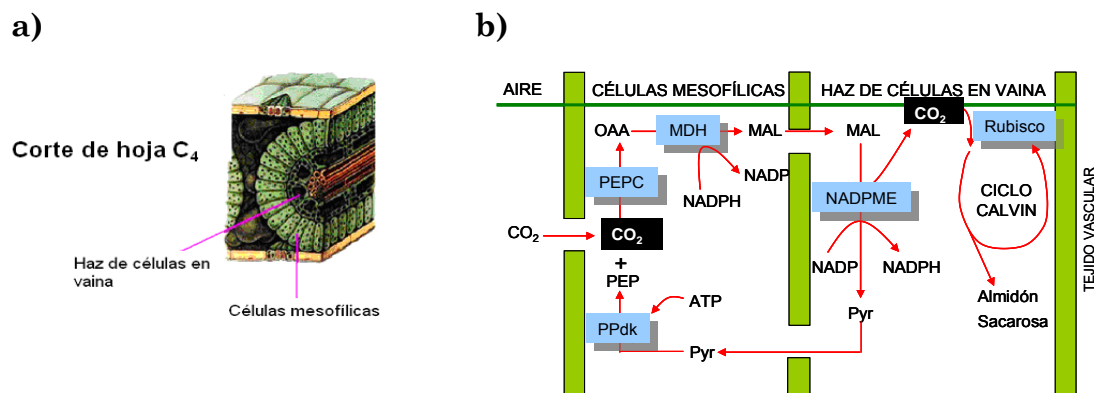 a)
Corte de hoja C₄
Haz de células en
vaina
Células mesofílicas
b)
AIRE
CÉLULAS MESOFÍLICAS
HAZ DE CÉLULAS EN VAINA
CO₂
Rubisco
OAA
MDH
MAL
MAL
NADP
NADPH
PEPC
NADPME
CICLO
CALVIN
CO₂
CO₂
+
PEP
NADP
NADPH
ATP
PPdk
Pyr
Pyr
Almidón
Sacarosa
TEJIDO VASCULAR